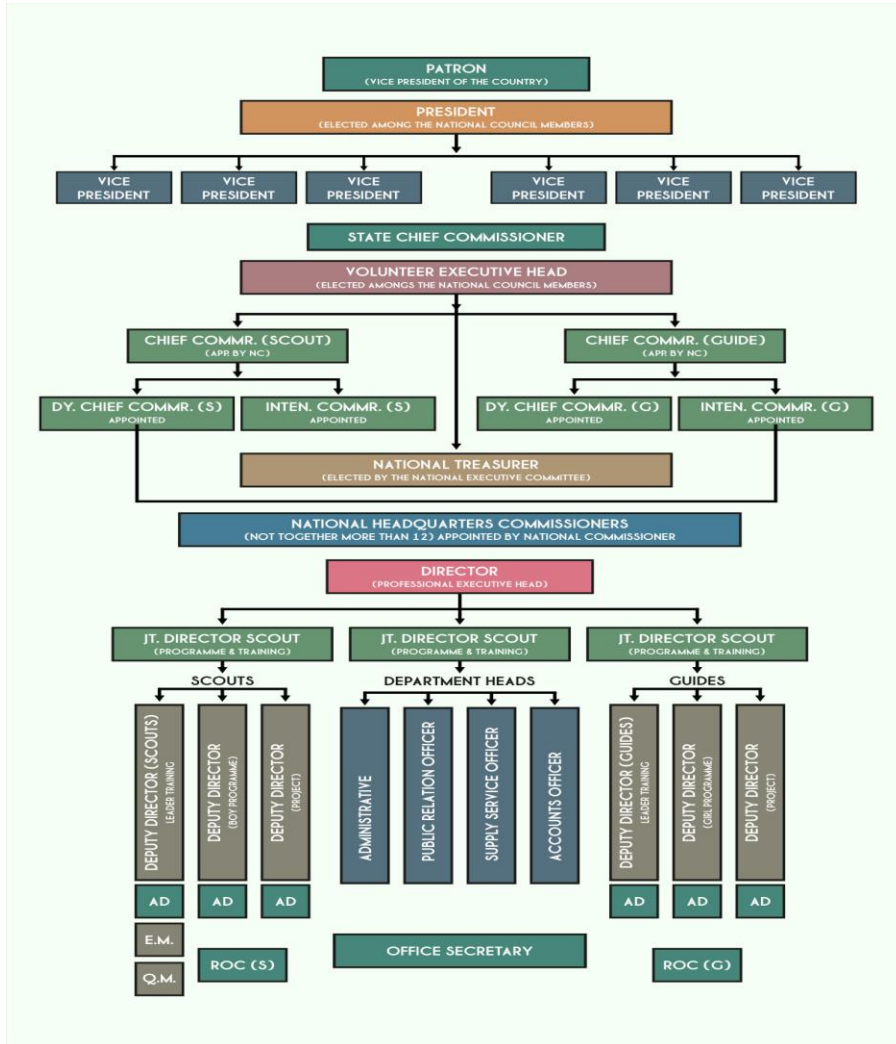 PATRON
(VICE PRESIDENT OF THE COUNTRY)
PRESIDENT
(ELECTED AMONG THE NATIONAL COUNCIL MEMBERS)
VICE
PRESIDENT
VICE
PRESIDENT
VICE
PRESIDENT
VICE
PRESIDENT
VICE
PRESIDENT
VICE
PRESIDENT
STATE CHIEF COMMISSIONER
VOLUNTEER EXECUTIVE HEAD
(ELECTED AMONGS THE NATIONAL COUNCIL MEMBERS)
CHIEF COMMR. (SCOUT)
(APP. BY NC)
CHIEF COMMR. (GUIDE)
(APP. BY NC)
DY. CHIEF COMMR. (S)
APPOINTED
INTEN. COMMR. (S)
APPOINTED
DY. CHIEF COMMR. (G)
APPOINTED
INTEN. COMMR. (G)
APPOINTED
NATIONAL TREASURER
(ELECTED BY THE NATIONAL EXECUTIVE COMMITTEE)
NATIONAL HEADQUARTERS COMMISSIONERS
(NOT TOGETHER MORE THAN 12) APPOINTED BY NATIONAL COMMISSIONER
DIRECTOR
(PROFESSIONAL EXECUTIVE HEAD)
JT. DIRECTOR SCOUT
(PROGRAMME & TRAINING)
JT. DIRECTOR SCOUT
(PROGRAMME & TRAINING)
JT. DIRECTOR SCOUT
(PROGRAMME & TRAINING)
SCOUTS
DEPARTMENT HEADS
GUIDES
DEPUTY DIRECTOR (SCOUTS)
LEADER TRAINING
DEPUTY DIRECTOR
(BOY PROGRAMME)
DEPUTY DIRECTOR
(PROJECT)
ADMINISTRATIVE
PUBLIC RELATION OFFICER
SUPPLY SERVICE OFFICER
ACCOUNTS OFFICER
DEPUTY DIRECTOR (GUIDES)
LEADER TRAINING
DEPUTY DIRECTOR
(GIRL PROGRAMME)
DEPUTY DIRECTOR
(PROJECT)
AD
AD
AD
AD
AD
AD
E.M.
Q.M.
ROC (S)
OFFICE SECRETARY
ROC (G)